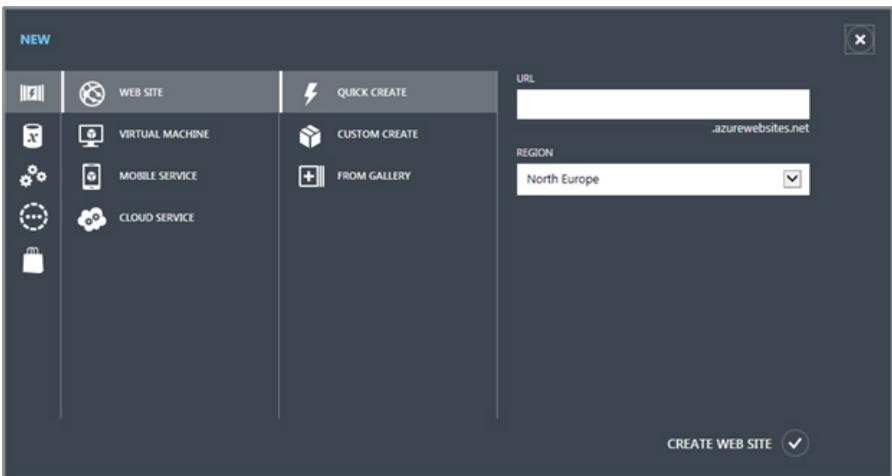 NEW
WEB SITE
VIRTUAL MACHINE
MOBILE SERVICE
CLOUD SERVICE
QUICK CREATE
CUSTOM CREATE
FROM GALLERY
URL
.azurewebsites.net
REGION
North Europe
CREATE WEB SITE